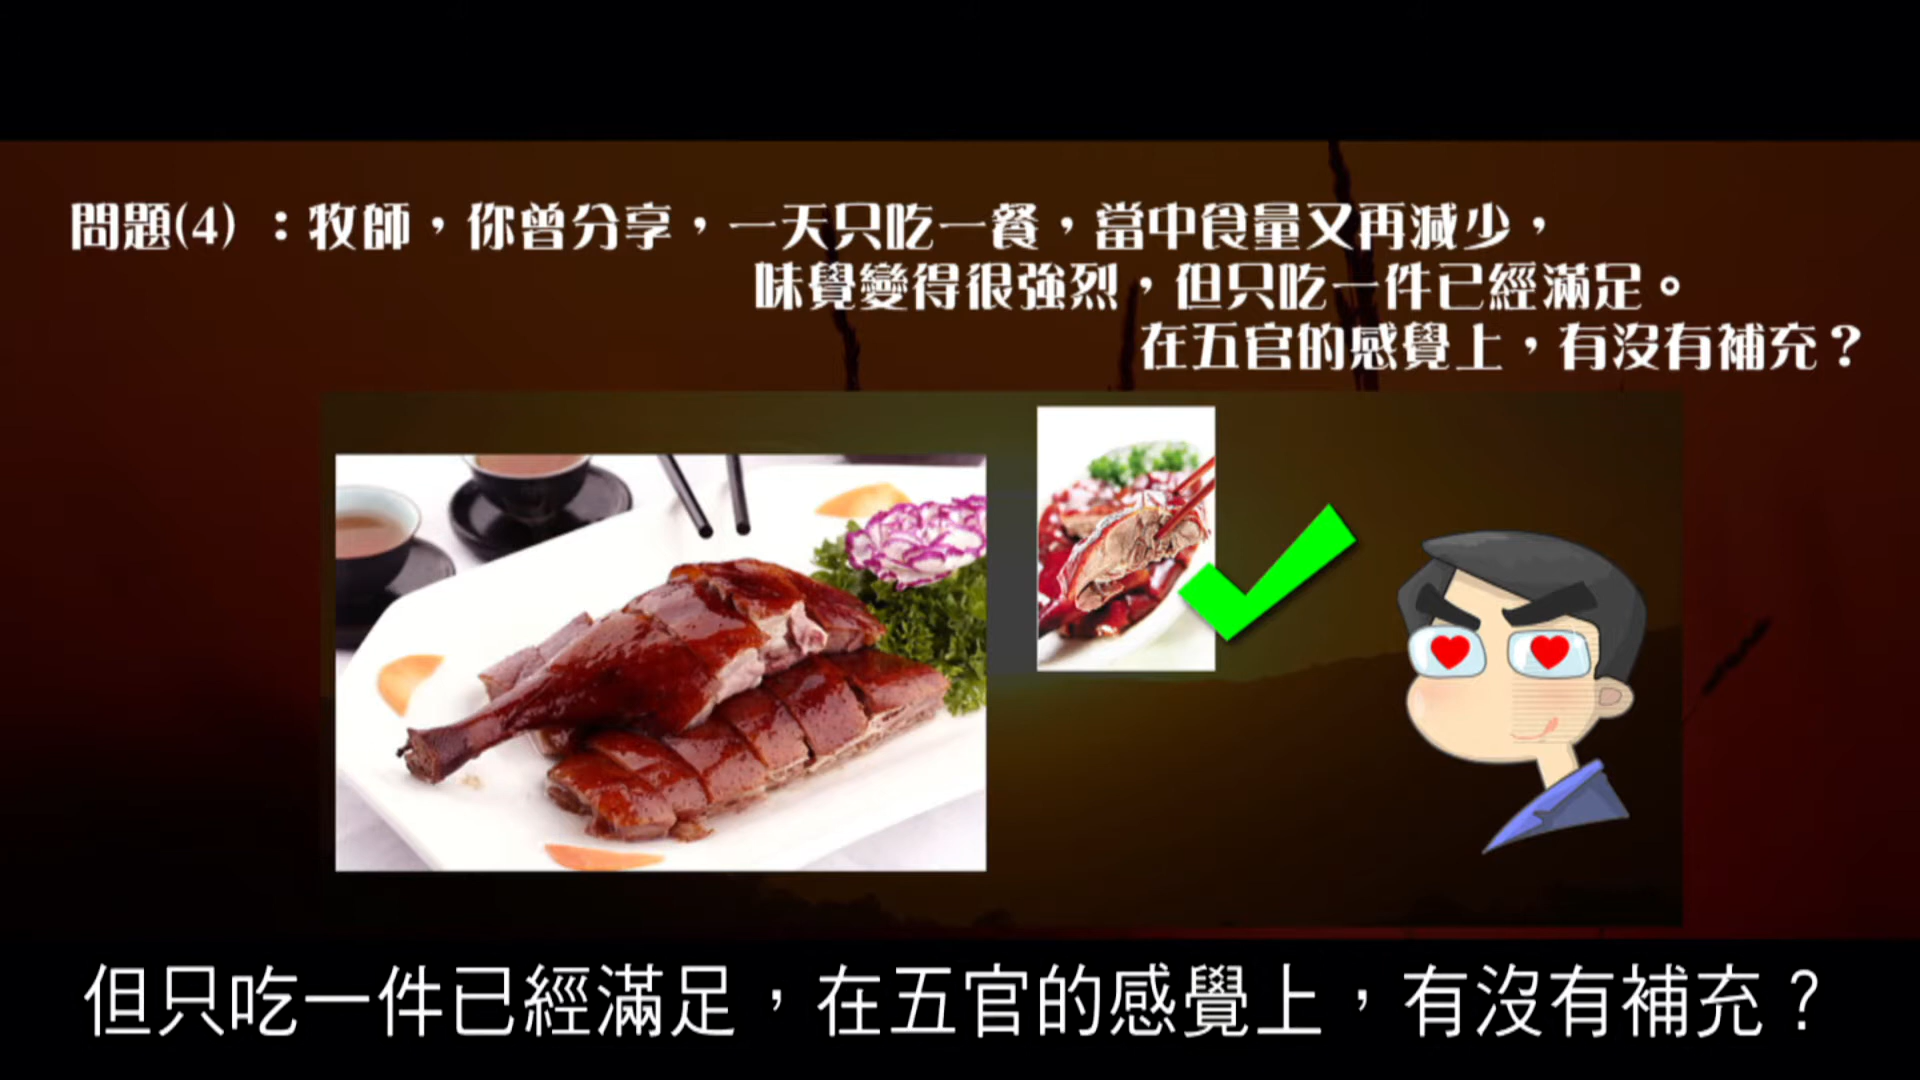 問題(4)：牧師，你曾分享，一天只吃一餐，當中食量又再減少，
味覺變得很強烈，但只吃一件已經滿足。
在五官的感覺上，有沒有補充？
但只吃一件已經滿足，在五官的感覺上，有沒有補充？